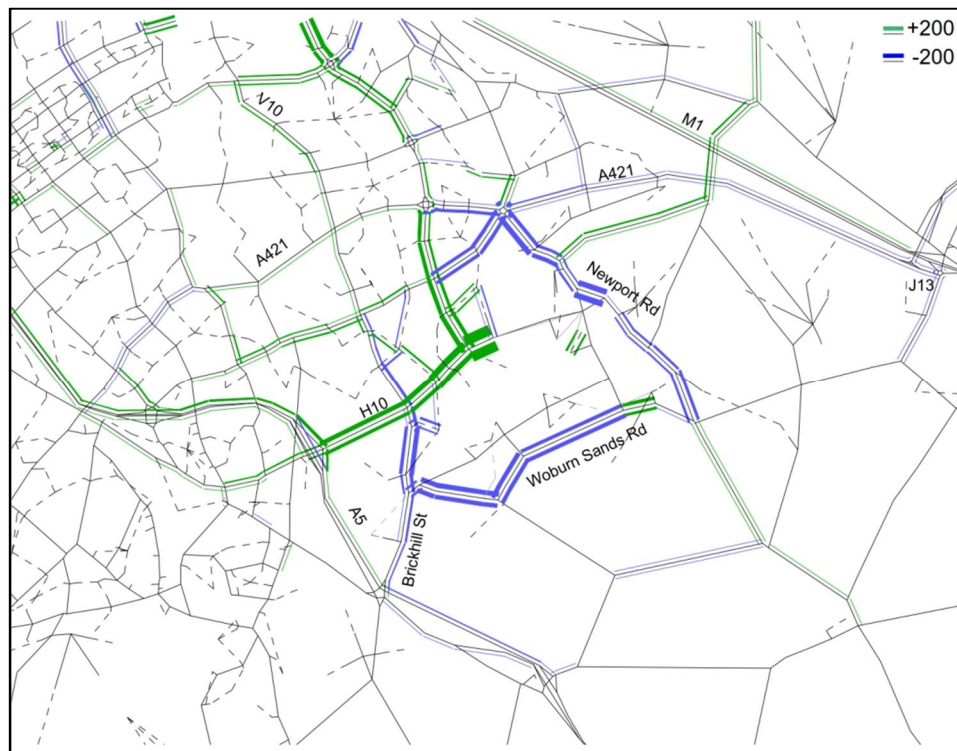 +200
-200
V10
M1
A421
A421
Newport Rd
J13
H10
Woburn Sands Rd
A5
Brickhill St